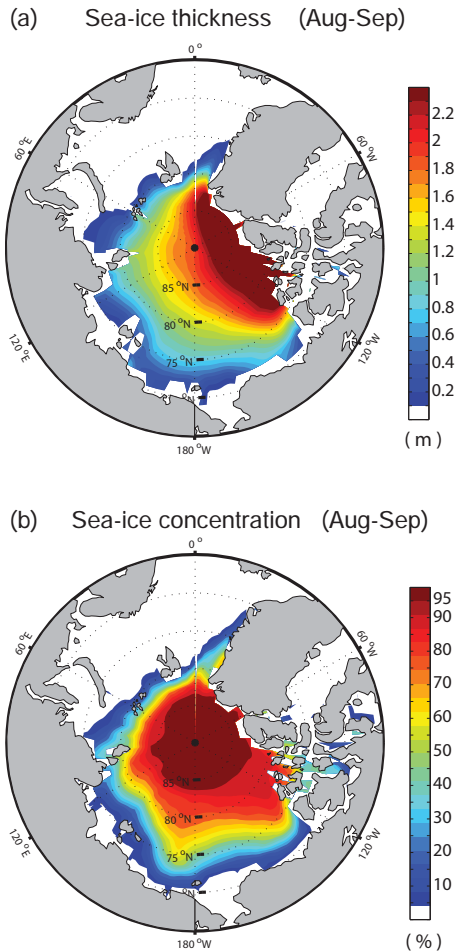 (a) Sea-ice thickness (Aug-Sep)
0 °
60 °E
60 °W
85 °N
80 °N
75 °N
°N
120 °E
120 °W
180 °W
2.2
2
1.8
1.6
1.4
1.2
1
0.8
0.6
0.4
0.2
( m )
(b) Sea-ice concentration (Aug-Sep)
0 °
60 °E
60 °W
85 °N
80 °N
75 °N
°N
120 °E
120 °W
180 °W
95
90
80
70
60
50
40
30
20
10
(%)